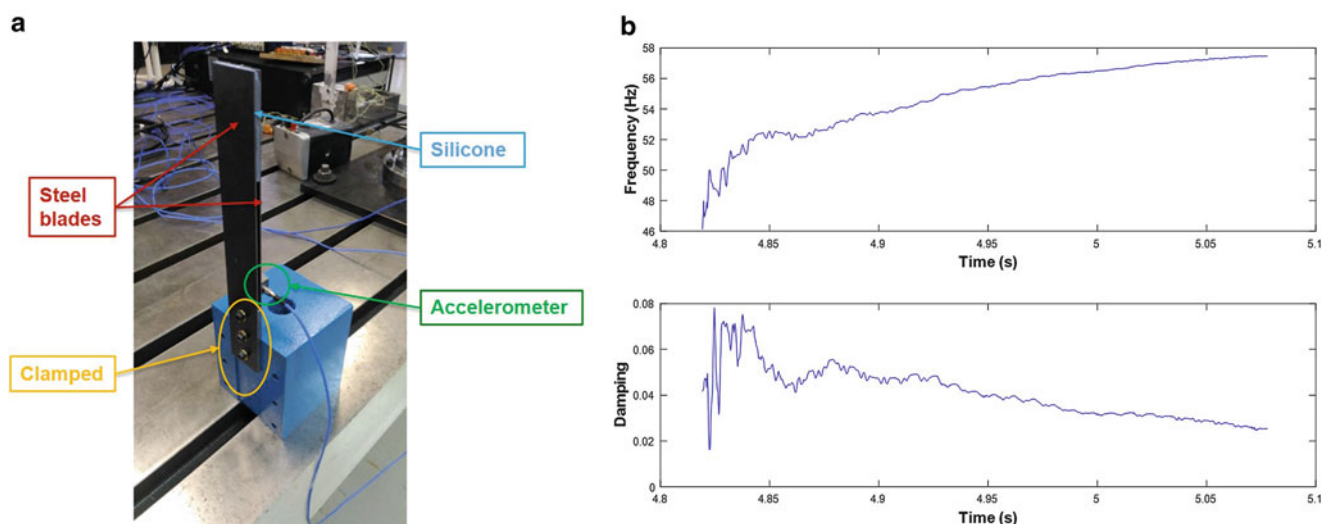 a
Silicone
Steel
blades
Accelerometer
Clamped
b
58
56
54
52
50
48
46
Frequency (Hz)
4.8
4.85
4.9
4.95
5
5.05
5.1
Time (s)
0.08
0.06
0.04
0.02
0
Damping
4.8
4.85
4.9
4.95
5
5.05
5.1
Time (s)